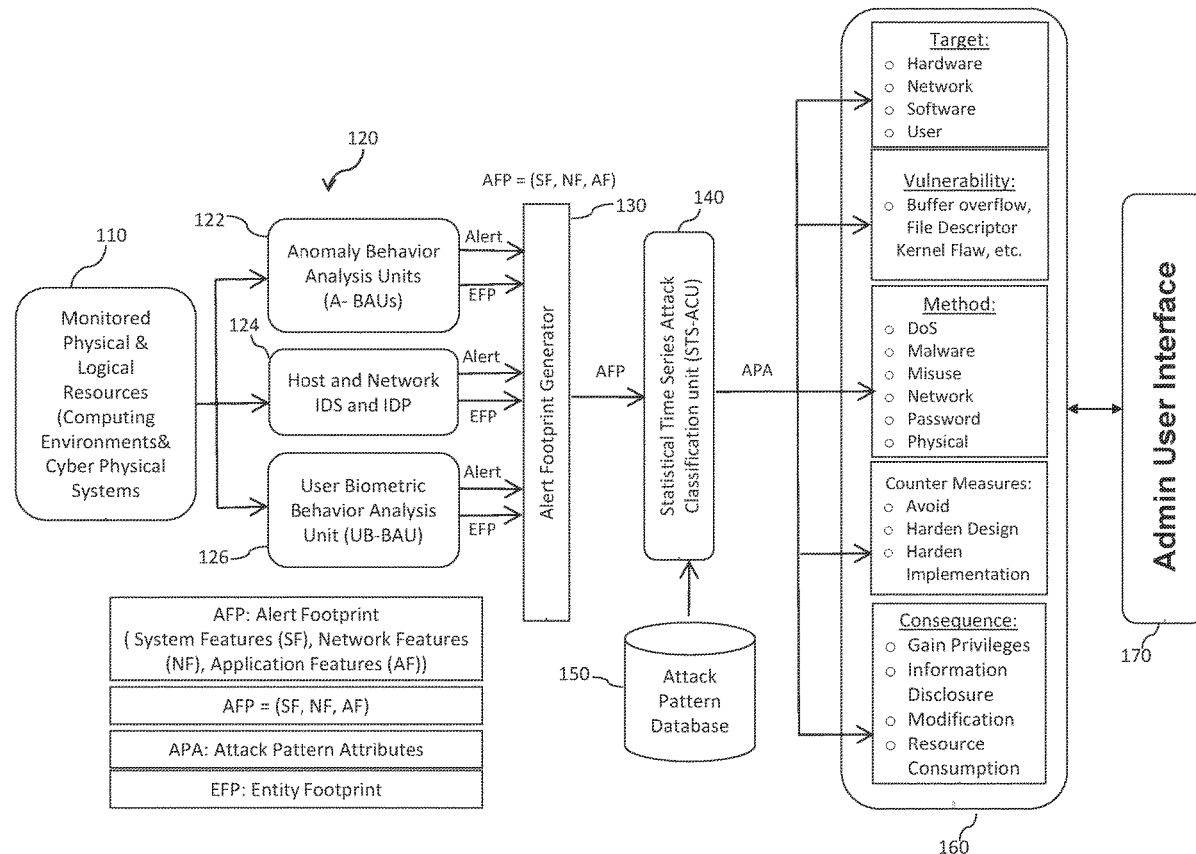 110
Monitored
Physical &
Logical
Resources
(Computing
Environments&
Cyber Physical
Systems
120
122
Anomaly Behavior
Analysis Units
(A- BAUs)
Alert
EFP
124
Host and Network
IDS and IDP
Alert
EFP
User Biometric
Behavior Analysis
Unit (UB-BAU)
126
Alert
EFP
AFP = (SF, NF, AF)
130
Alert Footprint Generator
AFP
140
Statistical Time Series Attack
Classification unit (STS-ACU)
APA
150
Attack
Pattern
Database
Target:
○ Hardware
○ Network
○ Software
○ User
Vulnerability:
○ Buffer overflow,
File Descriptor
Kernel Flaw, etc.
Method:
○ DoS
○ Malware
○ Misuse
○ Network
○ Password
○ Physical
Counter Measures:
○ Avoid
○ Harden Design
○ Harden
Implementation
Consequence:
○ Gain Privileges
○ Information
Disclosure
○ Modification
○ Resource
Consumption
160
Admin User Interface
170
AFP: Alert Footprint
( System Features (SF), Network Features
(NF), Application Features (AF))
AFP = (SF, NF, AF)
APA: Attack Pattern Attributes
EFP: Entity Footprint